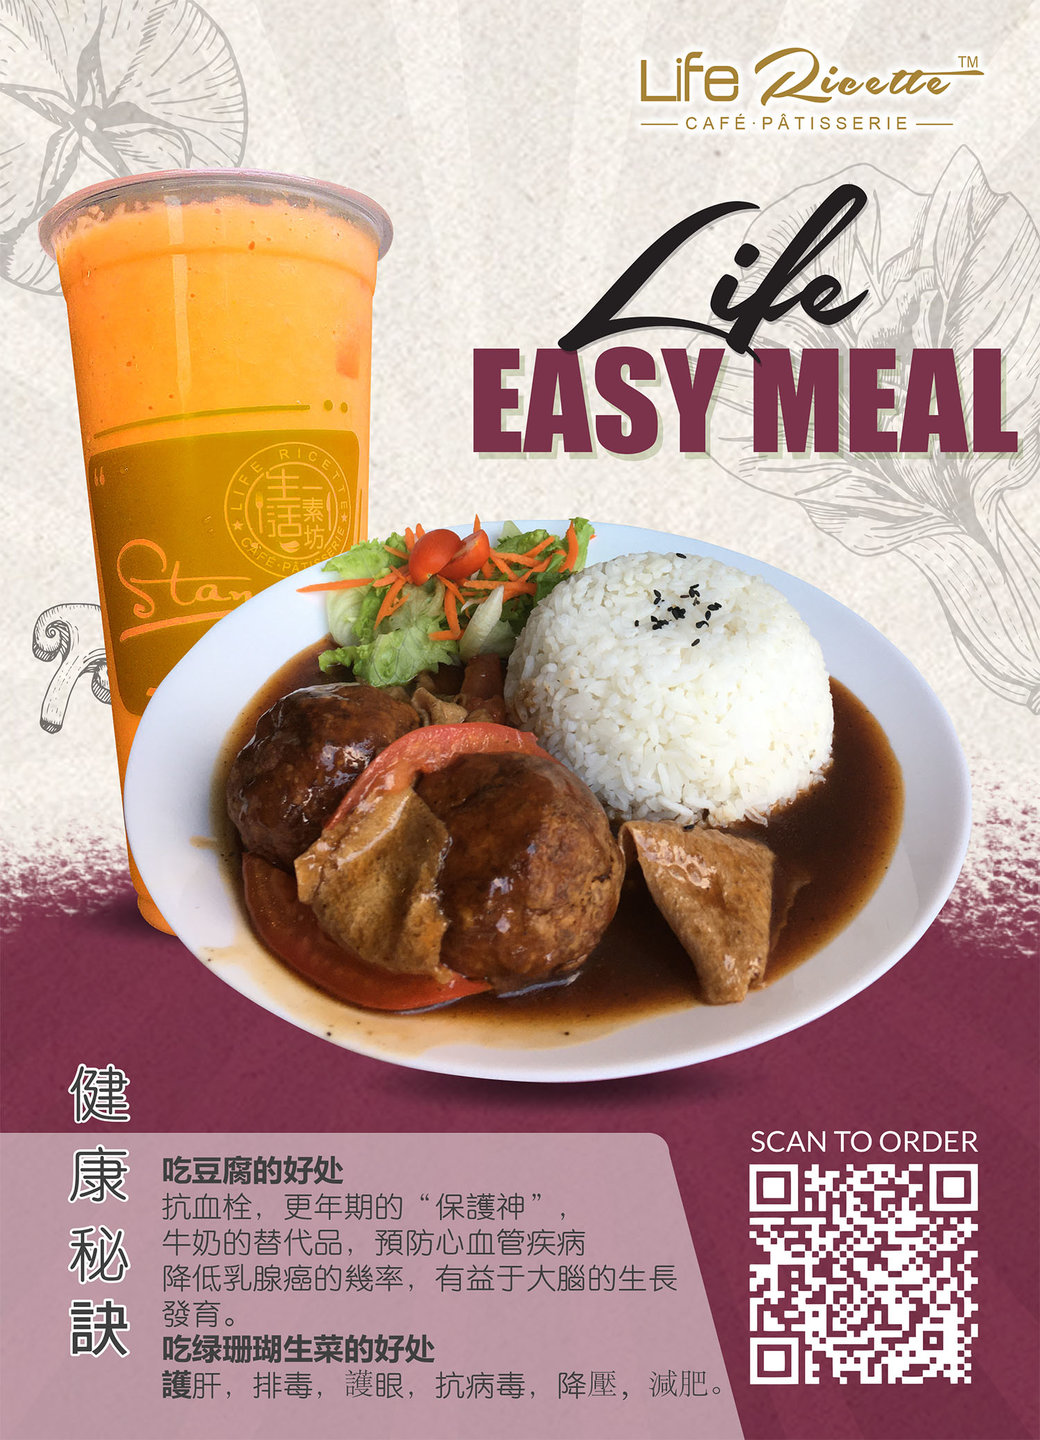 Life Ricette™
CAFÉ·PÂTISSERIE
Life
EASY MEAL
LIFE RICETTE
生活
一素坊
CAFÉ·PÂTISSERIE
健康秘訣
吃豆腐的好处
抗血栓，更年期的“保護神”，
牛奶的替代品，預防心血管疾病
降低乳腺癌的幾率，有益于大腦的生長
發育。
吃绿珊瑚生菜的好处
護肝，排毒，護眼，抗病毒，降壓，減肥。
SCAN TO ORDER